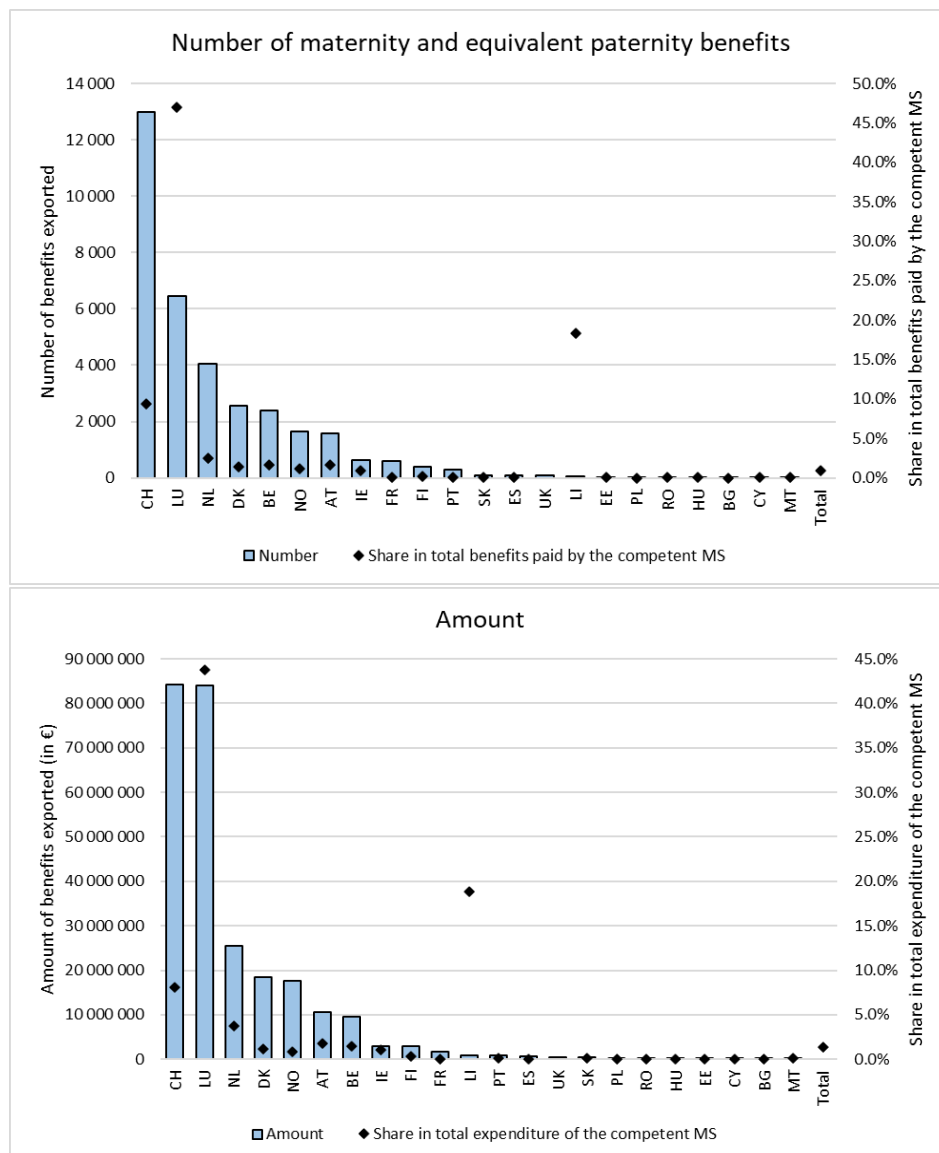 Number of maternity and equivalent paternity benefits
14 000
12 000
10 000
8 000
6 000
4 000
2 000
0
Number of benefits exported
50.0%
45.0%
40.0%
35.0%
30.0%
25.0%
20.0%
15.0%
10.0%
5.0%
0.0%
Share in total benefits paid by the competent MS
CH LU NL DK BE NO AT IE FR FI PT SK ES UK LI EE PL RO HU BG CY MT Total
Number Share in total benefits paid by the competent MS
Amount
90 000 000
80 000 000
70 000 000
60 000 000
50 000 000
40 000 000
30 000 000
20 000 000
10 000 000
0
Amount of benefits exported (in €)
45.0%
40.0%
35.0%
30.0%
25.0%
20.0%
15.0%
10.0%
5.0%
0.0%
Share in total expenditure of the competent MS
CH LU NL DK NO AT BE IE FI FR LI PT ES UK SK PL RO HU EE CY BG MT Total
Amount Share in total expenditure of the competent MS